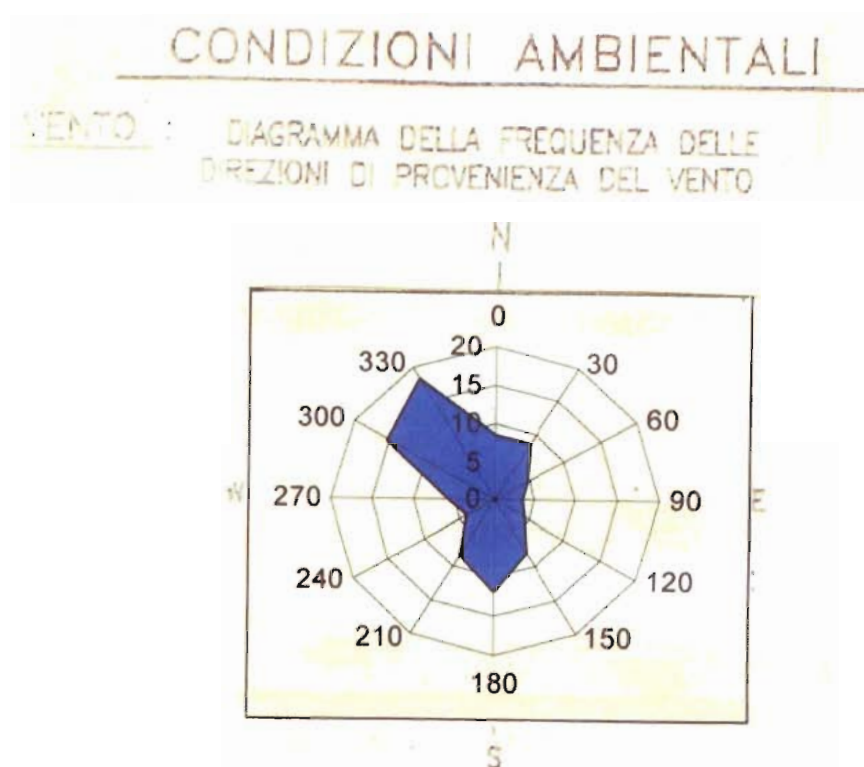 CONDIZIONI AMBIENTALI
VENTO : DIAGRAMMA DELLA FREQUENZA DELLE
DIREZIONI DI PROVENIENZA DEL VENTO
N
0
20
330 30
15
300 10 60
5
W 270 0 90 E
240 120
210 150
180
S